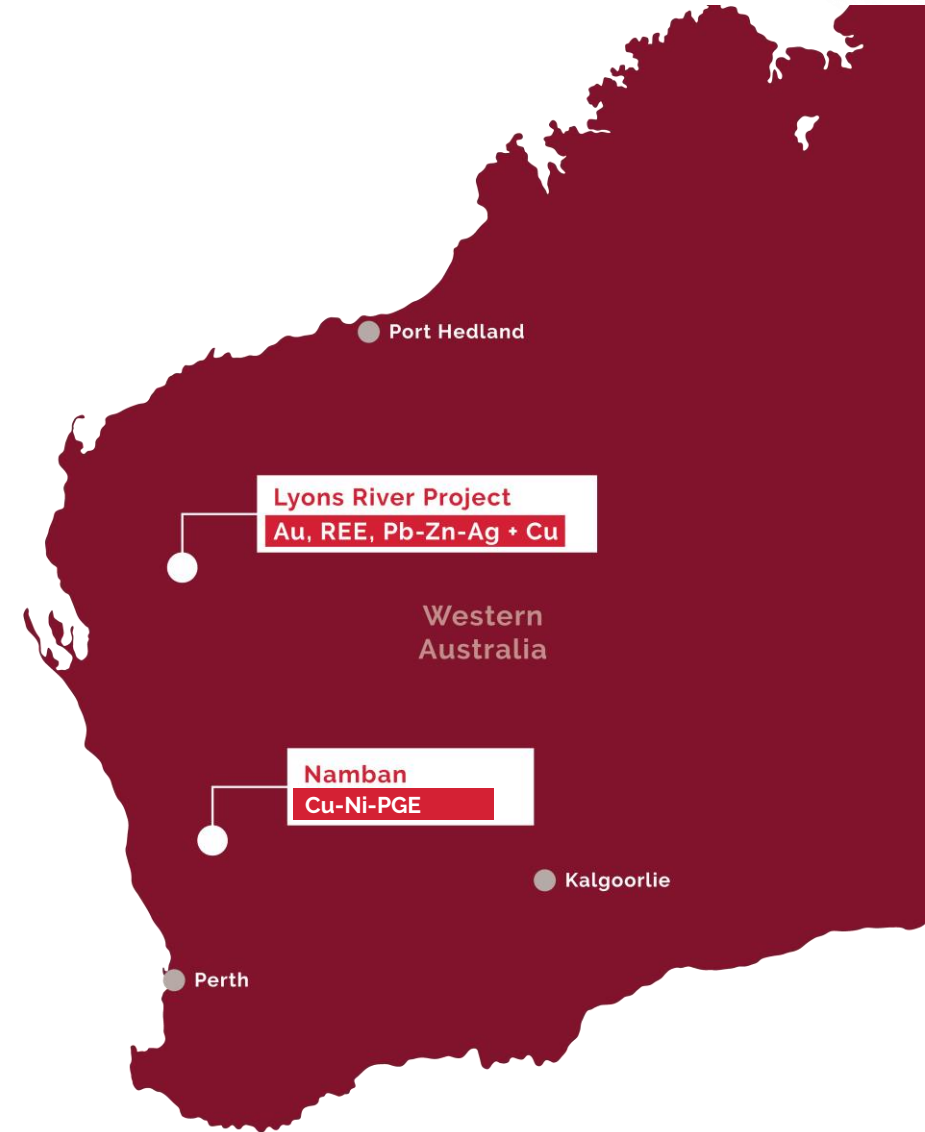 Port Hedland
Lyons River Project
Au, REE, Pb-Zn-Ag + Cu
Western
Australia
Namban
Cu-Ni-PGE
Kalgoorlie
Perth